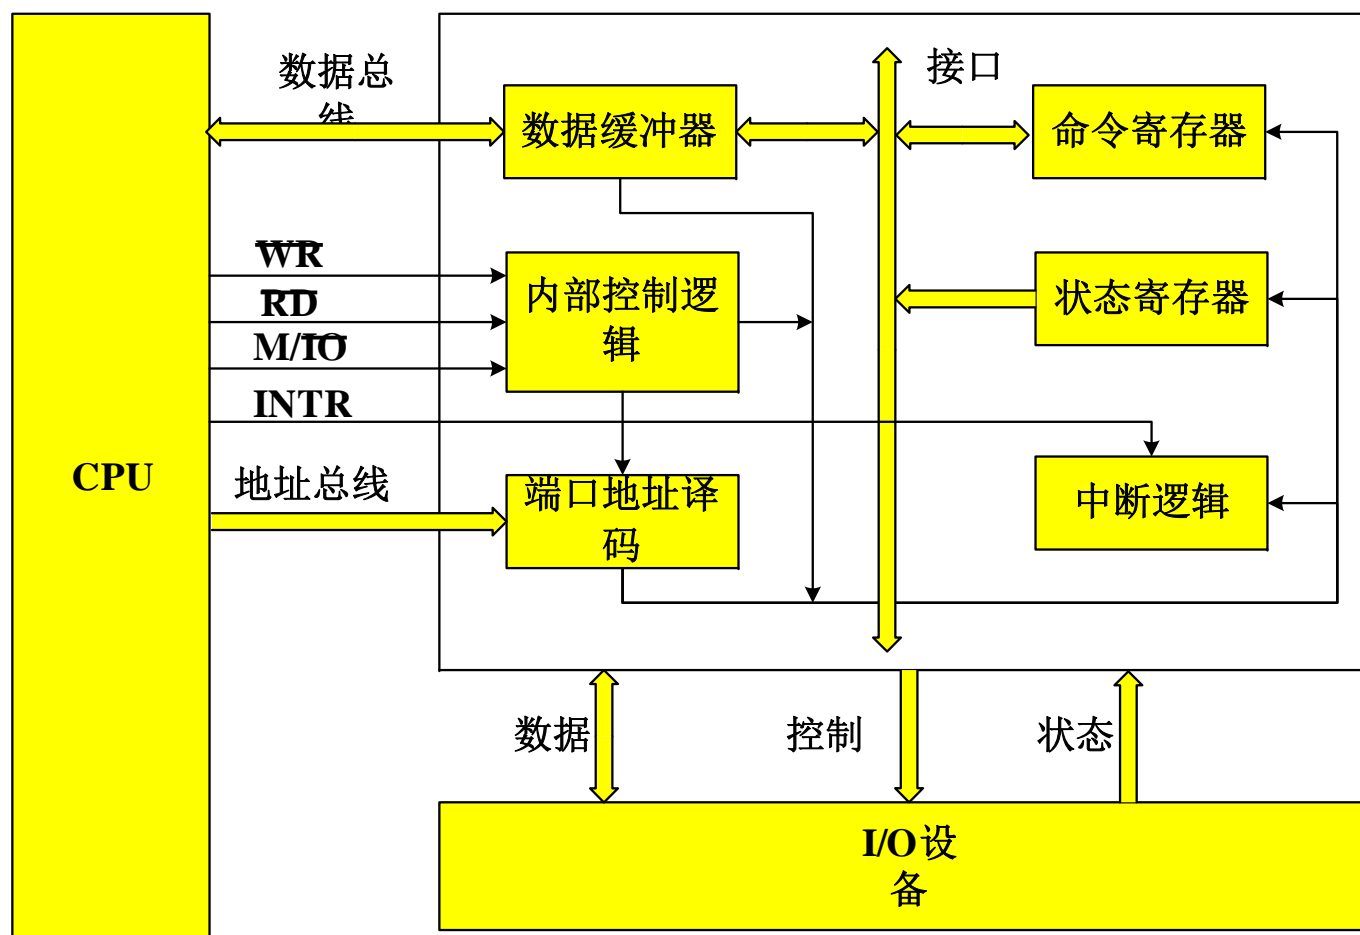 数据总
线
接口
数据缓冲器
命令寄存器
WR
RD
M/IO
INTR
内部控制逻
辑
状态寄存器
CPU
地址总线
端口地址译
码
中断逻辑
数据
控制
状态
I/O设
备